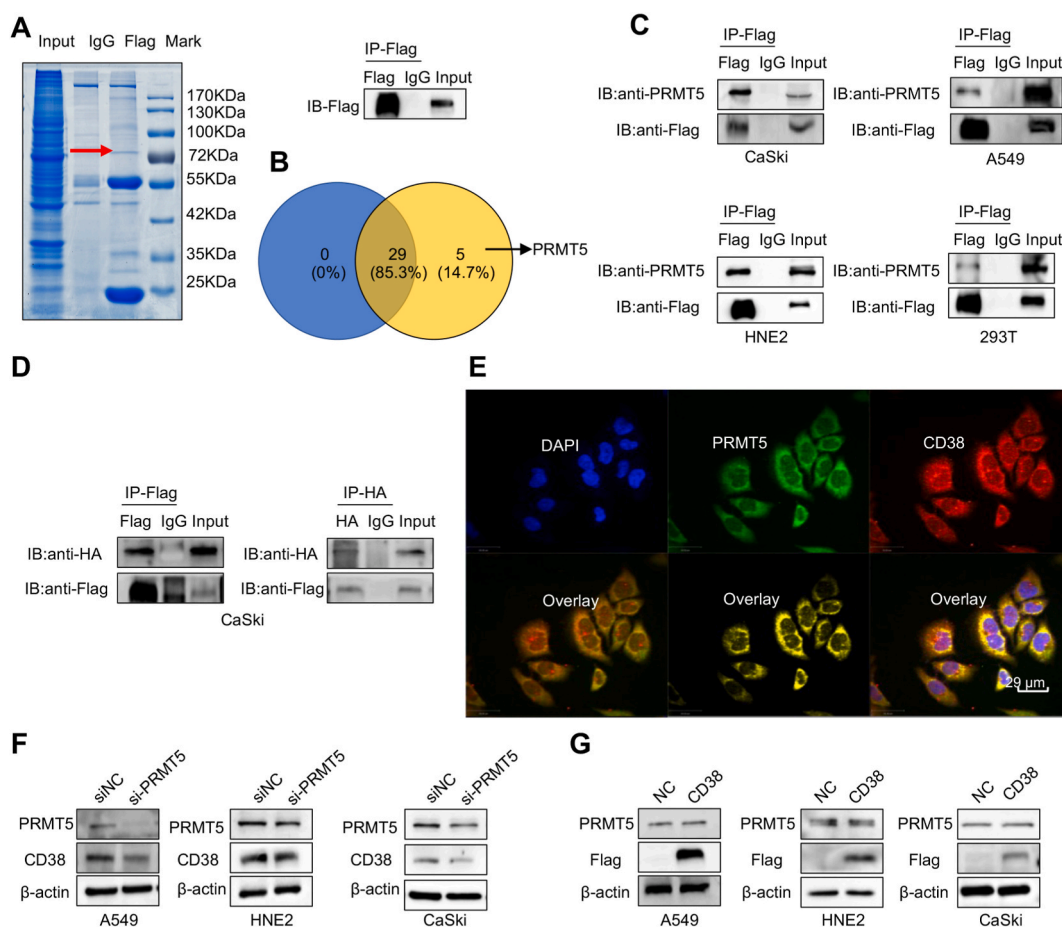 A
Input IgG Flag Mark
170KDa
130KDa
100KDa
72KDa
55KDa
42KDa
35KDa
25KDa
IP-Flag
Flag IgG Input
IB-Flag
B
0
(0%)
29
(85.3%)
5
(14.7%)
PRMT5
C
IP-Flag
Flag IgG Input
IB:anti-PRMT5
IB:anti-Flag
CaSki
IP-Flag
Flag IgG Input
IB:anti-PRMT5
IB:anti-Flag
A549
IP-Flag
Flag IgG Input
IB:anti-PRMT5
IB:anti-Flag
HNE2
IP-Flag
Flag IgG Input
IB:anti-PRMT5
IB:anti-Flag
293T
D
IP-Flag
Flag IgG Input
IB:anti-HA
IB:anti-Flag
IP-HA
HA IgG Input
IB:anti-HA
IB:anti-Flag
CaSki
E
DAPI
PRMT5
CD38
Overlay
Overlay
Overlay
29 μm
F
siNC si-PRMT5
PRMT5
CD38
β-actin
A549
siNC si-PRMT5
PRMT5
CD38
β-actin
HNE2
siNC si-PRMT5
PRMT5
CD38
β-actin
CaSki
G
NC CD38
PRMT5
Flag
β-actin
A549
NC CD38
PRMT5
Flag
β-actin
HNE2
NC CD38
PRMT5
Flag
β-actin
CaSki